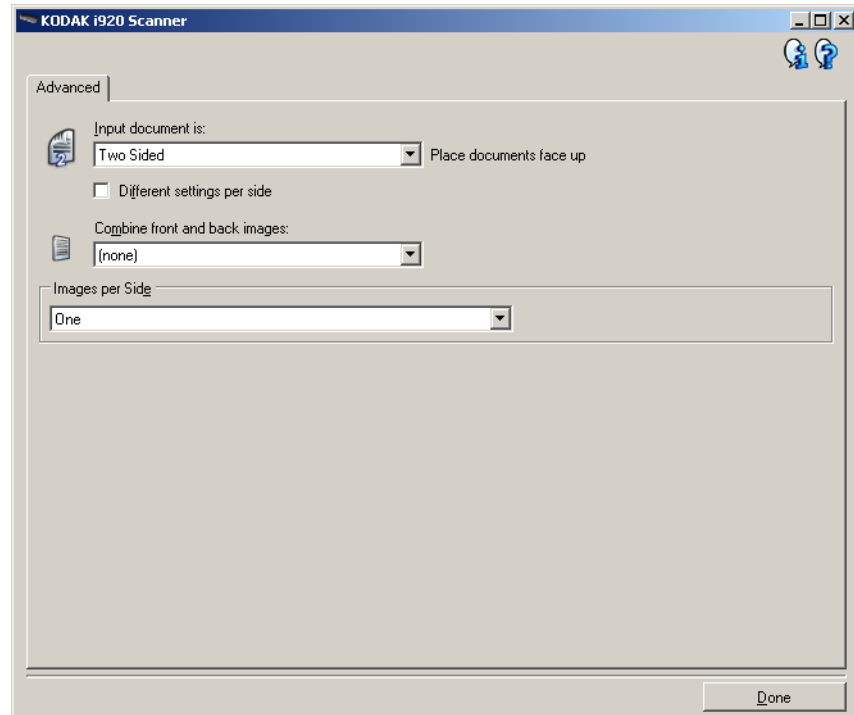 KODAK i920 Scanner
Advanced
Input document is:
2
Two Sided
Place documents face up
Different settings per side
Combine front and back images:
(none)
Images per Side
One
Done